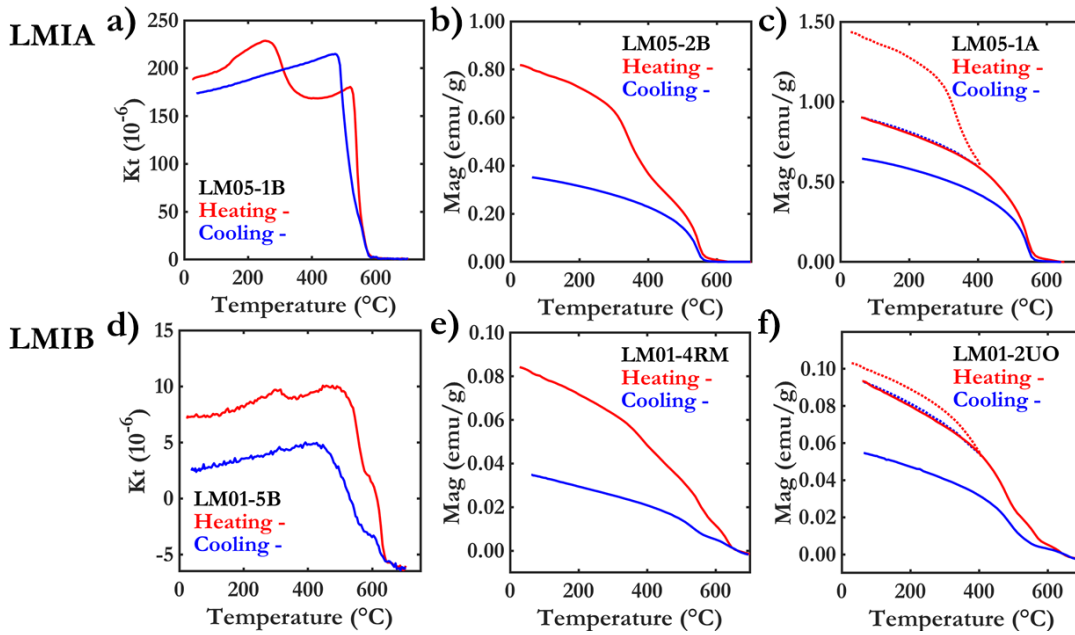 LMIA
a)
250
200
150
100
50
0
Kt (10⁻⁶)
LM05-1B
Heating -
Cooling -
0 200 400 600
Temperature (°C)
b)
1.00
0.80
0.60
0.40
0.20
0.00
Mag (emu/g)
LM05-2B
Heating -
Cooling -
0 200 400 600
Temperature (°C)
c)
1.50
1.00
0.50
0.00
Mag (emu/g)
LM05-1A
Heating -
Cooling -
0 200 400 600
Temperature (°C)
LMIB
d)
15
10
5
0
-5
Kt (10⁻⁶)
LM01-5B
Heating -
Cooling -
0 200 400 600
Temperature (°C)
e)
0.10
0.08
0.06
0.04
0.02
0.00
Mag (emu/g)
LM01-4RM
Heating -
Cooling -
0 200 400 600
Temperature (°C)
f)
0.10
0.08
0.06
0.04
0.02
0.00
Mag (emu/g)
LM01-2UO
Heating -
Cooling -
0 200 400 600
Temperature (°C)